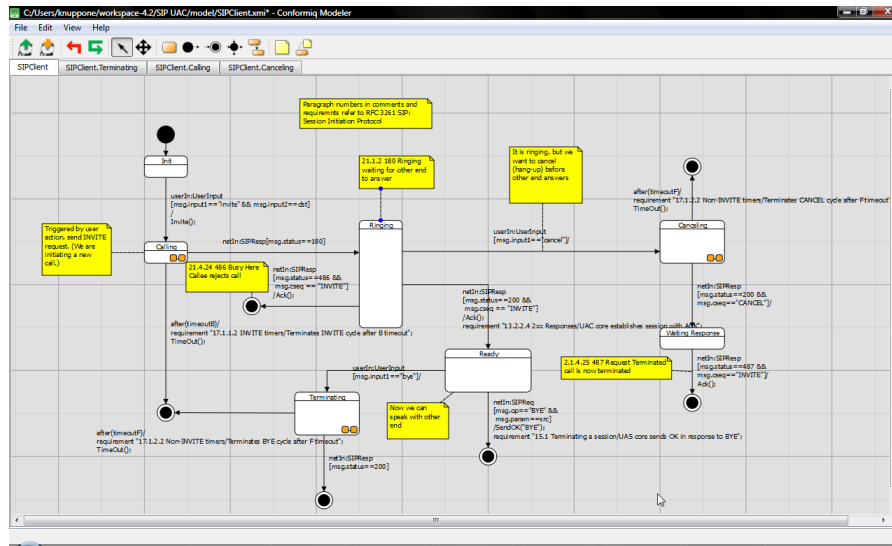 C:/Users/knuppone/workspace-4.2/SIP UAC/model/SIPClient.xmi* - Conformiq Modeler
File Edit View Help
SIPClient SIPClient.Terminating SIPClient.Calling SIPClient.Canceling
Paragraph numbers in comments and
requiremnts refer to RFC3261 SIP:
Session Initiation Protocol
Init
21.1.2 180 Ringing
waiting for other end
to answer
It is ringing, but we
want to cancel
(hang-up) before
other end answers
userIn:UserInput
[msg.input1=="invite" && msg.input2==dst]
/
Invite();
after(timeoutF)/
requirement "17.1.2.2 Non-INVITE timers/Terminates CANCEL cycle after F timeout";
TimeOut();
Triggered by user
action, send INVITE
request. (We are
initiating a new
call.)
Calling
netIn:SIPResp[msg.status==180]
Ringing
userIn:UserInput
[msg.input1=="cancel"]/
Canceling
21.4.24 486 Busy Here
Callee rejects call
netIn:SIPResp
[msg.status==486 &&
msg.cseq == "INVITE"]
/Ack();
netIn:SIPResp
[msg.status==200 &&
msg.cseq == "INVITE"]
/Ack();
requirement "13.2.2.4 2xx Responses/UAC core establishes session with
netIn:SIPResp
[msg.status==200 &&
msg.cseq=="CANCEL"]/
after(timeoutB)/
requirement "17.1.1.2 INVITE timers/Terminates INVITE cycle after B timeout";
TimeOut();
Waiting Response
Ready
2.1.4.25 487 Request Terminated
call is now terminated
netIn:SIPResp
[msg.status==487 &&
msg.cseq=="INVITE"]/
Ack();
userIn:UserInput
[msg.input1=="bye"]/
Terminating
Now we can
speak with other
end
netIn:SIPReq
[msg.op=="BYE" &&
msg.param==src]
/SendOK("BYE");
requirement "15.1 Terminating a session/UAS core sends OK in response to BYE";
after(timeoutF)/
requirement "17.1.2.2 Non-INVITE timers/Terminates BYE cycle after F timeout";
TimeOut();
netIn:SIPResp
[msg.status==200]